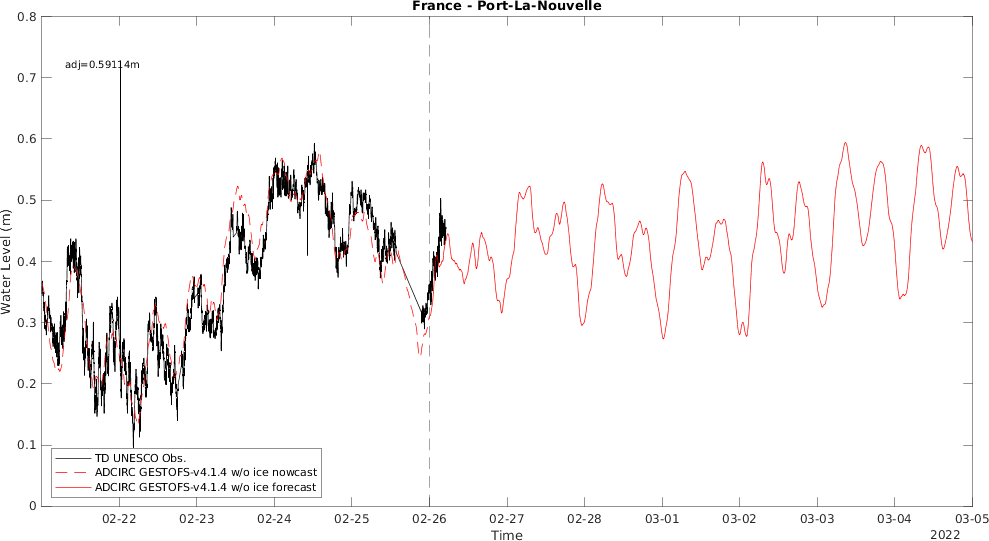 France - Port-La-Nouvelle
0.8
0.7
0.6
0.5
0.4
0.3
0.2
0.1
0
Water Level (m)
adj=0.59114m
TD UNESCO Obs.
ADCIRC GESTOFS-v4.1.4 w/o ice nowcast
ADCIRC GESTOFS-v4.1.4 w/o ice forecast
02-22 02-23 02-24 02-25 02-26 02-27 02-28 03-01 03-02 03-03 03-04 03-05
Time
2022